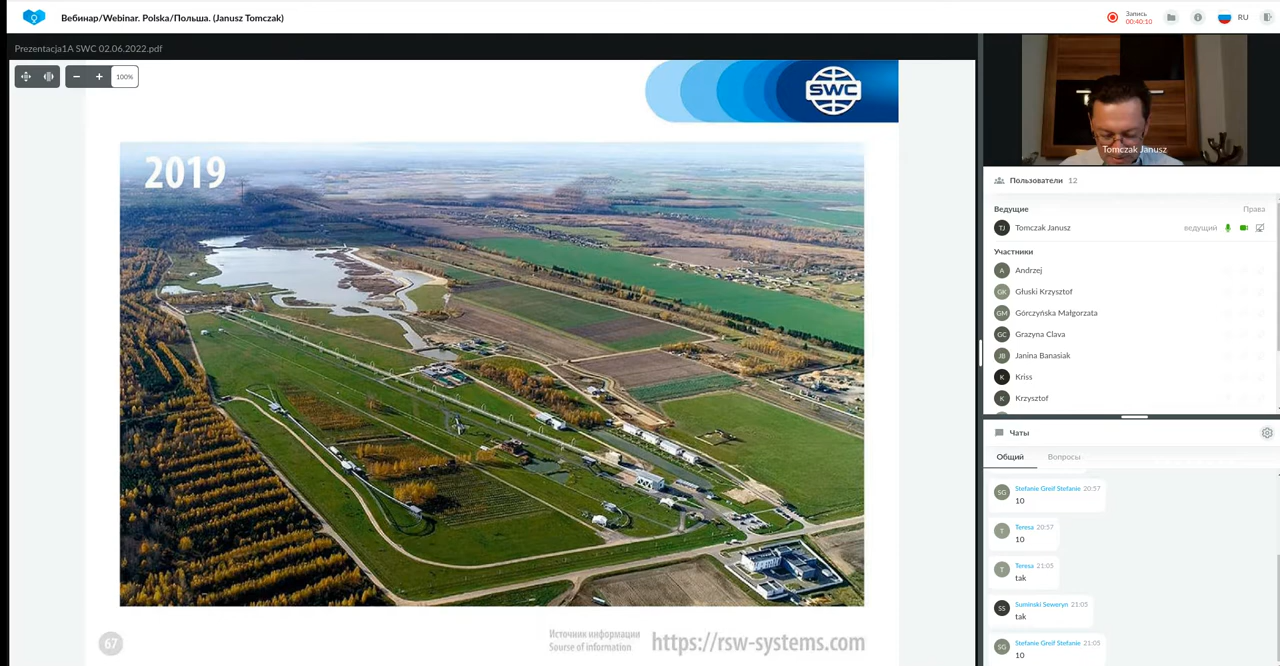 Вебинар/Webinar. Polska/Польша. (Janusz Tomczak)
Запись
00:40:10
RU
Prezentacja1A SWC 02.06.2022.pdf
100%
SWC
2019
67
Источник информации
Sourse of information
https://rsw-systems.com
Tomczak Janusz
Пользователи 12
Ведущие Права
TJ Tomczak Janusz ведущий
Участники
A Andrzej
GK Głuski Krzysztof
GM Górczyńska Małgorzata
GC Grazyna Clava
JB Janina Banasiak
K Kriss
K Krzysztof
Чаты
Общий Вопросы
SG Stefanie Greif Stefanie 20:57
10
T Teresa 20:57
10
T Teresa 21:05
tak
SS Sumiński Seweryn 21:05
tak
SG Stefanie Greif Stefanie 21:05
10